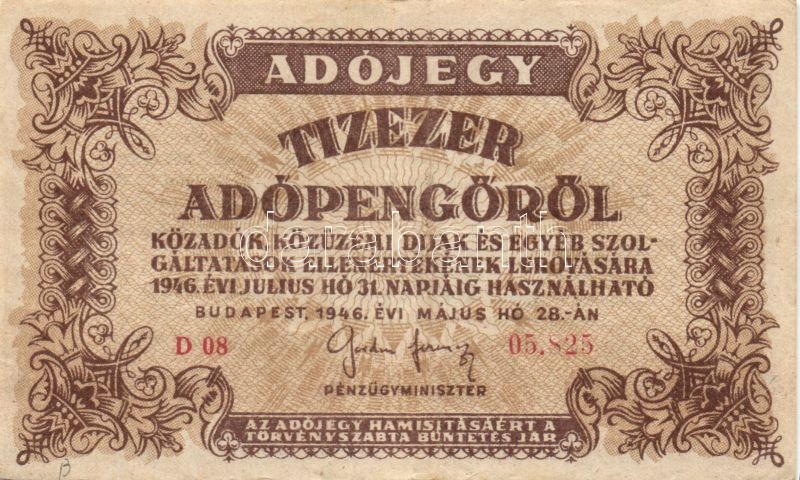 ADÓJEGY
TIZEZER
ADÓPENGŐRŐL
KÖZADÓK, KÖZÜZEMI DIJAK ÉS EGYÉB SZOL-
GÁLTATÁSOK ELLENÉRTÉKÉNEK LEROVÁSÁRA
1946. ÉVI JULIUS HÓ 31. NAPJÁIG HASZNÁLHATÓ
BUDAPEST, 1946. ÉVI MÁJUS HÓ 28.-ÁN
D 08
05.825
PÉNZÜGYMINISZTER
AZ ADÓJEGY HAMISITÁSÁÉRT A
TÖRVÉNYSZABTA BÜNTETÉS JÁR
darabanth